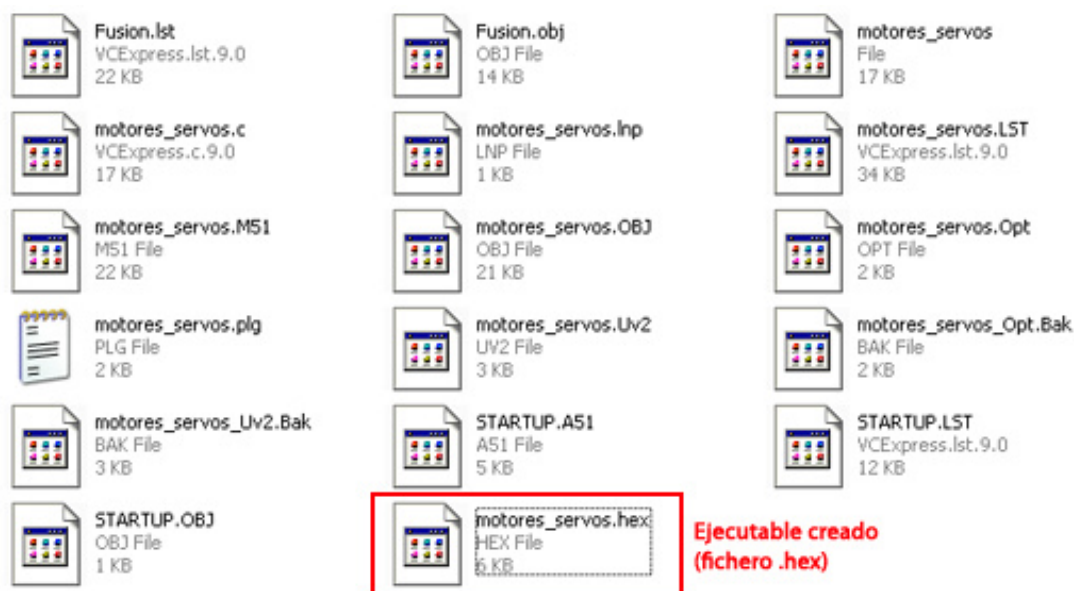 Fusion.lst
VCExpress.lst.9.0
22 KB
Fusion.obj
OBJ File
14 KB
motores_servos
File
17 KB
motores_servos.c
VCExpress.c.9.0
17 KB
motores_servos.lnp
LNP File
1 KB
motores_servos.LST
VCExpress.lst.9.0
34 KB
motores_servos.M51
M51 File
22 KB
motores_servos.OBJ
OBJ File
21 KB
motores_servos.Opt
OPT File
2 KB
motores_servos.plg
PLG File
2 KB
motores_servos.Uv2
UV2 File
3 KB
motores_servos_Opt.Bak
BAK File
2 KB
motores_servos_Uv2.Bak
BAK File
3 KB
STARTUP.A51
A51 File
5 KB
STARTUP.LST
VCExpress.lst.9.0
12 KB
STARTUP.OBJ
OBJ File
1 KB
motores_servos.hex
HEX File
6 KB
Ejecutable creado
(fichero .hex)